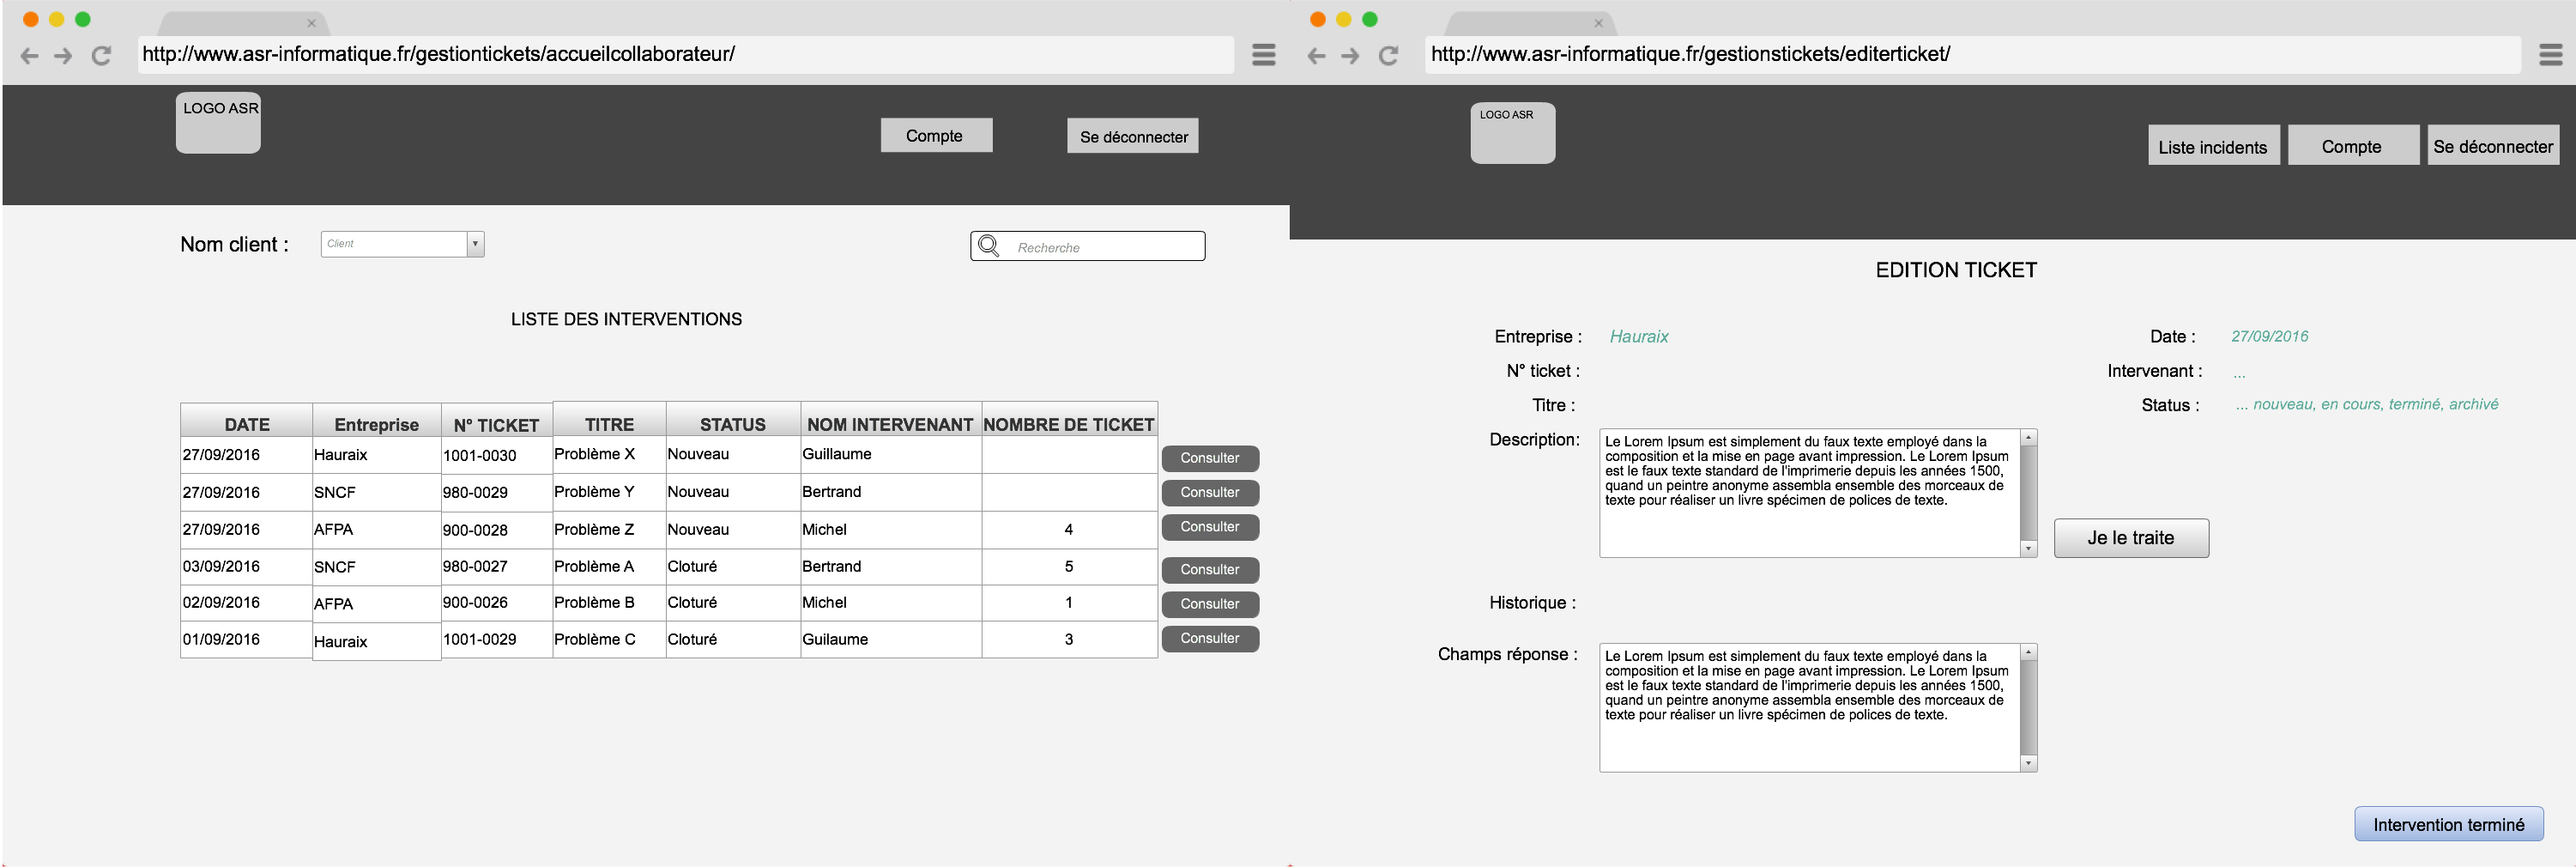 http://www.asr-informatique.fr/gestiontickets/accueilcollaborateur/
LOGO ASR
Compte
Se déconnecter
Nom client :
Client
Recherche
LISTE DES INTERVENTIONS
DATE Entreprise N° TICKET TITRE STATUS NOM INTERVENANT NOMBRE DE TICKET
27/09/2016 Hauraix 1001-0030 Problème X Nouveau Guillaume Consulter
27/09/2016 SNCF 980-0029 Problème Y Nouveau Bertrand Consulter
27/09/2016 AFPA 900-0028 Problème Z Nouveau Michel 4 Consulter
03/09/2016 SNCF 980-0027 Problème A Cloturé Bertrand 5 Consulter
02/09/2016 AFPA 900-0026 Problème B Cloturé Michel 1 Consulter
01/09/2016 Hauraix 1001-0029 Problème C Cloturé Guilaume 3 Consulter
http://www.asr-informatique.fr/gestionstickets/editerticket/
LOGO ASR
Liste incidents
Compte
Se déconnecter
EDITION TICKET
Entreprise : Hauraix
Date : 27/09/2016
N° ticket :
Intervenant : ...
Titre :
Status : ... nouveau, en cours, terminé, archivé
Description:
Le Lorem Ipsum est simplement du faux texte employé dans la
composition et la mise en page avant impression. Le Lorem Ipsum
est le faux texte standard de l'imprimerie depuis les années 1500,
quand un peintre anonyme assembla ensemble des morceaux de
texte pour réaliser un livre spécimen de polices de texte.
Je le traite
Historique :
Champs réponse :
Le Lorem Ipsum est simplement du faux texte employé dans la
composition et la mise en page avant impression. Le Lorem Ipsum
est le faux texte standard de l'imprimerie depuis les années 1500,
quand un peintre anonyme assembla ensemble des morceaux de
texte pour réaliser un livre spécimen de polices de texte.
Intervention terminé